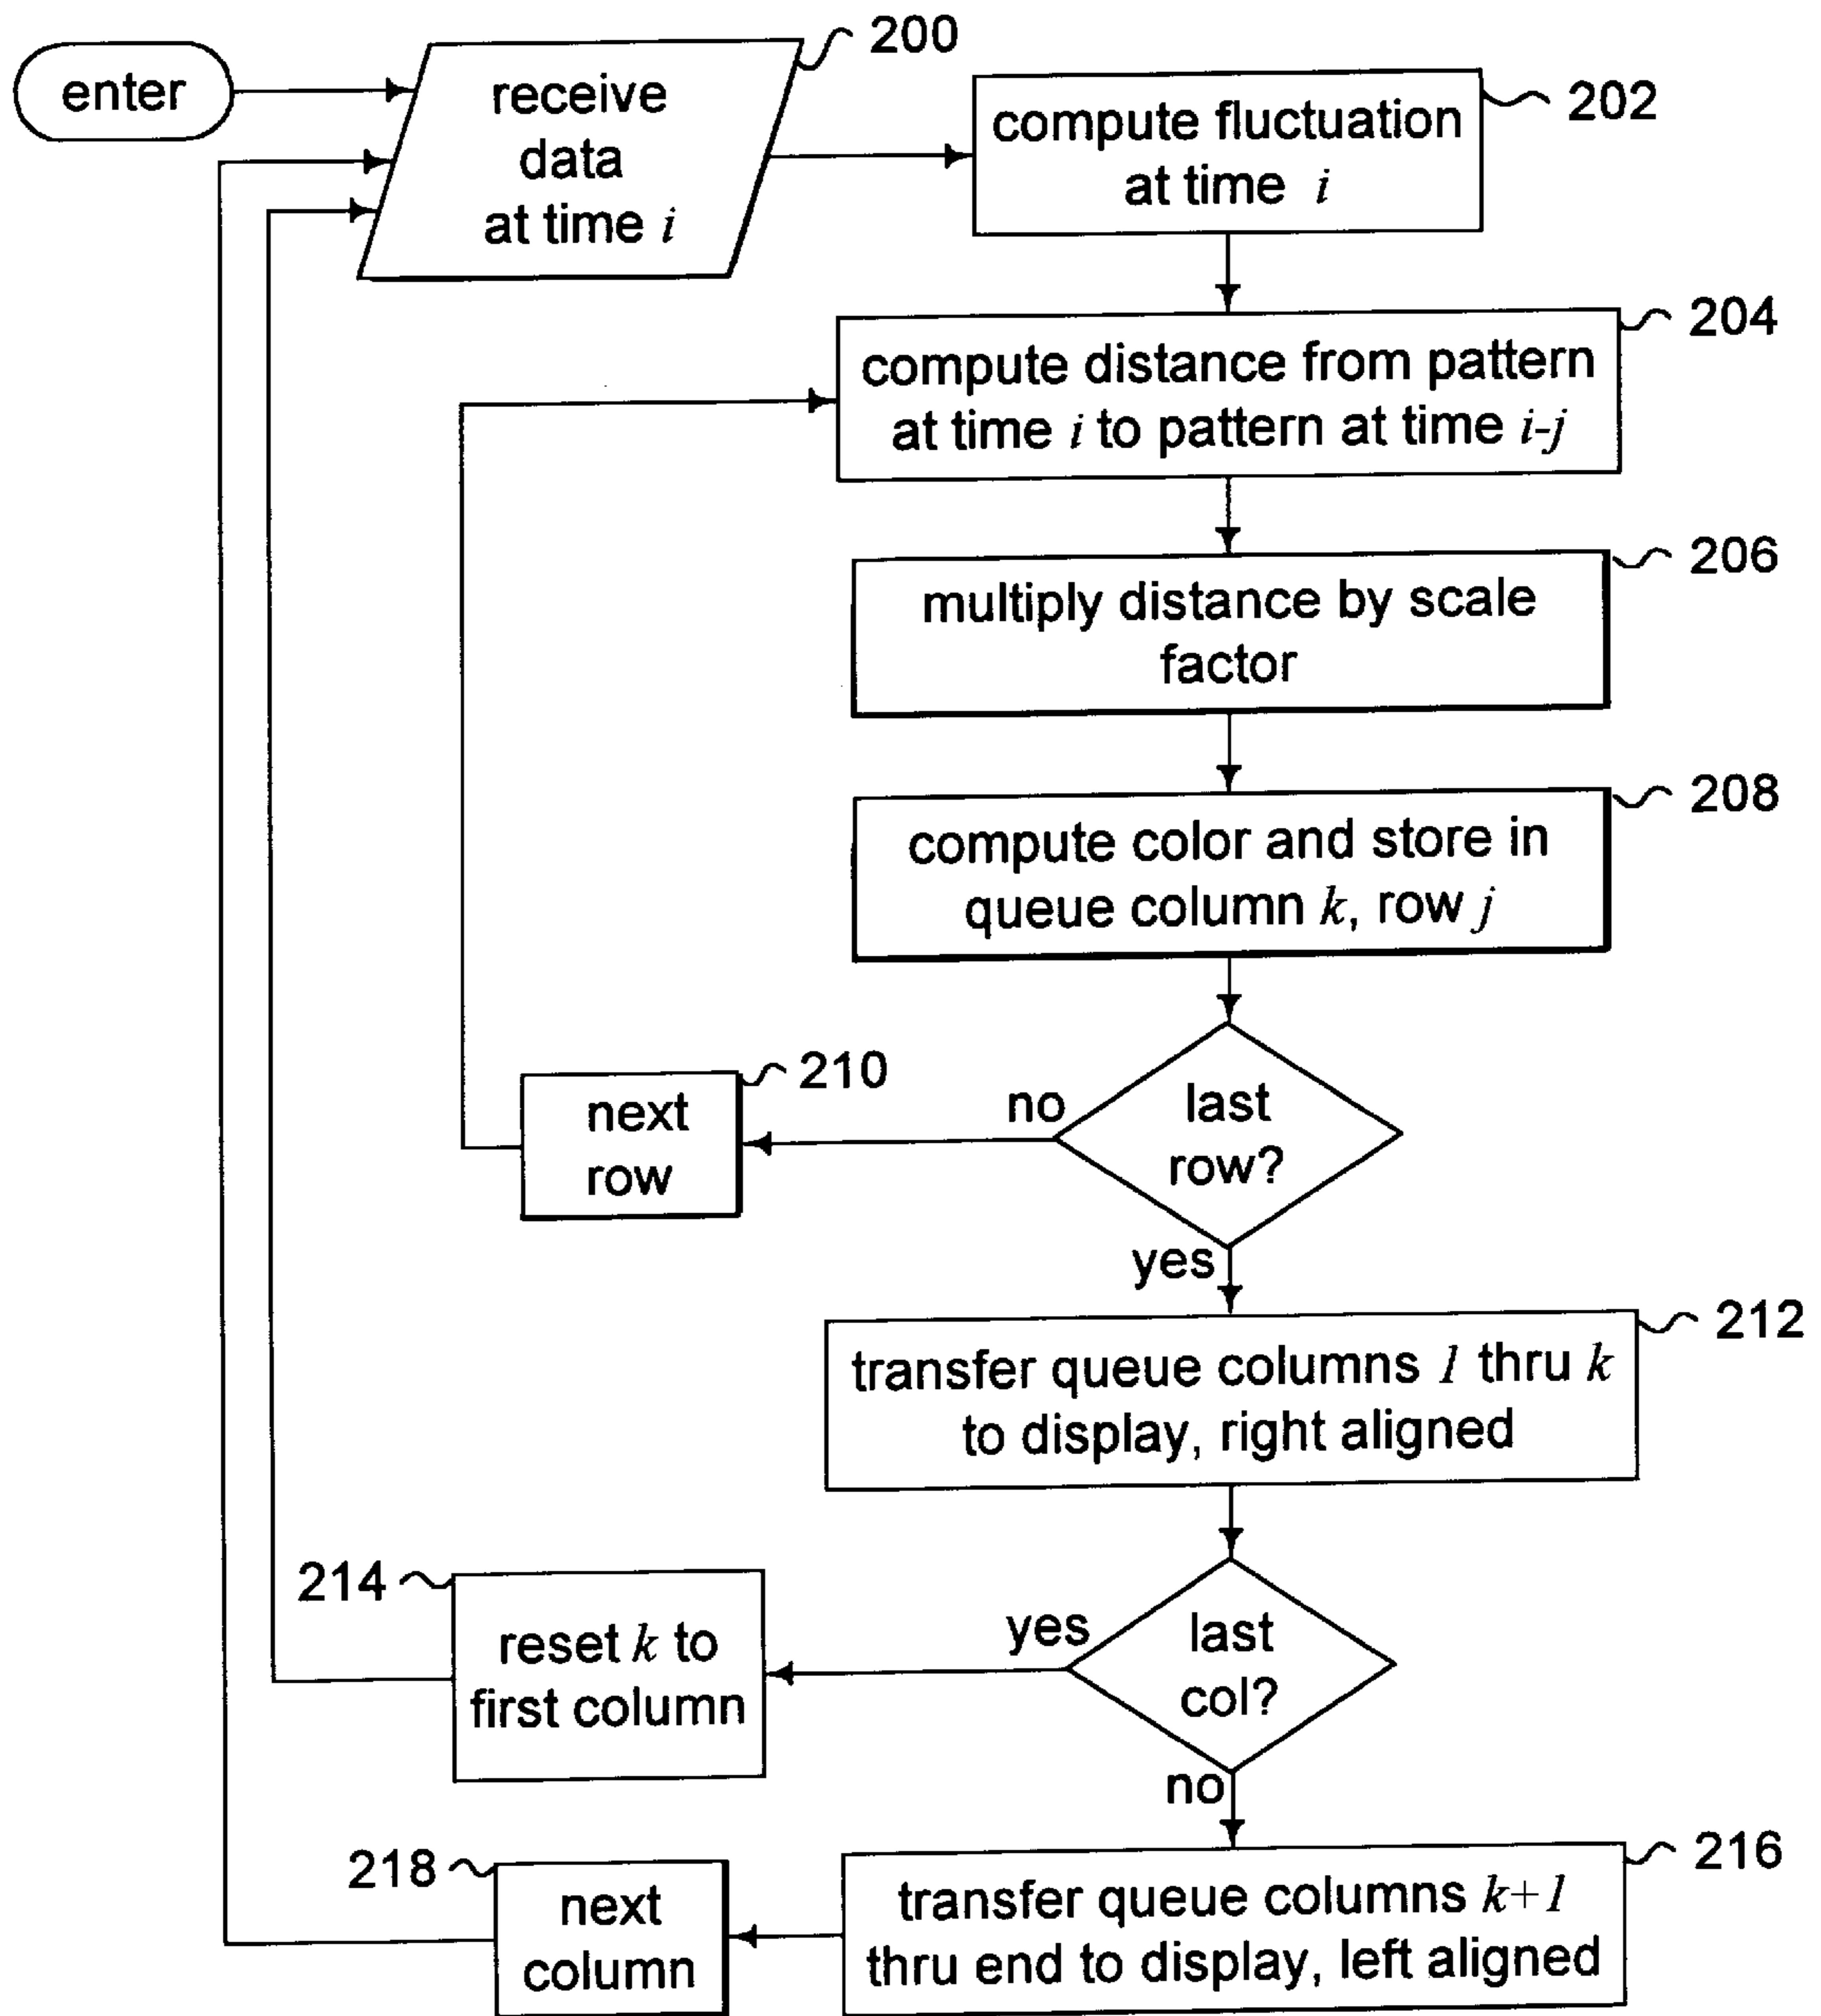 enter
receive
data
at time i
200
compute fluctuation
at time i
202
compute distance from pattern
at time i to pattern at time i-j
204
multiply distance by scale
factor
206
compute color and store in
queue column k, row j
208
last
row?
no
next
row
210
yes
transfer queue columns 1 thru k
to display, right aligned
212
last
col?
yes
reset k to
first column
214
no
transfer queue columns k+1
thru end to display, left aligned
216
next
column
218